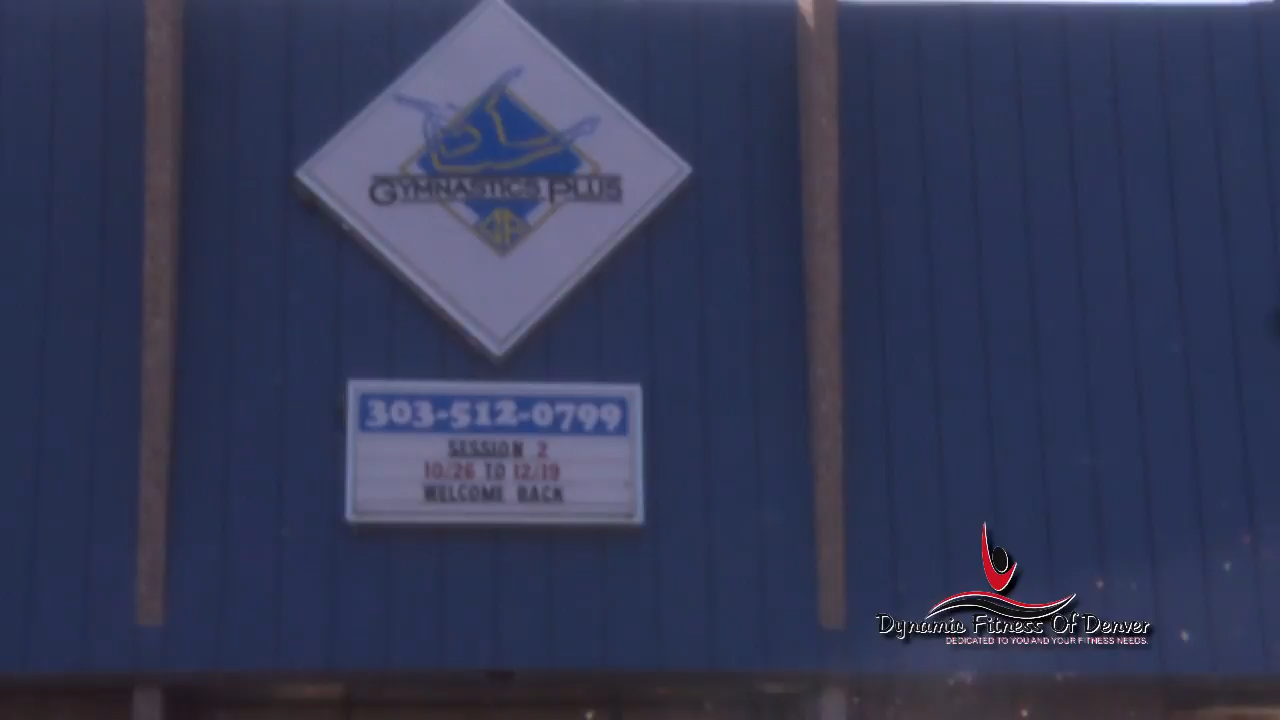 GYMNASTICS PLUS
GP
303-512-0799
SESSION 2
10/26 TO 12/19
WELCOME BACK
Dynamic Fitness Of Denver
DEDICATED TO YOU AND YOUR FITNESS NEEDS.